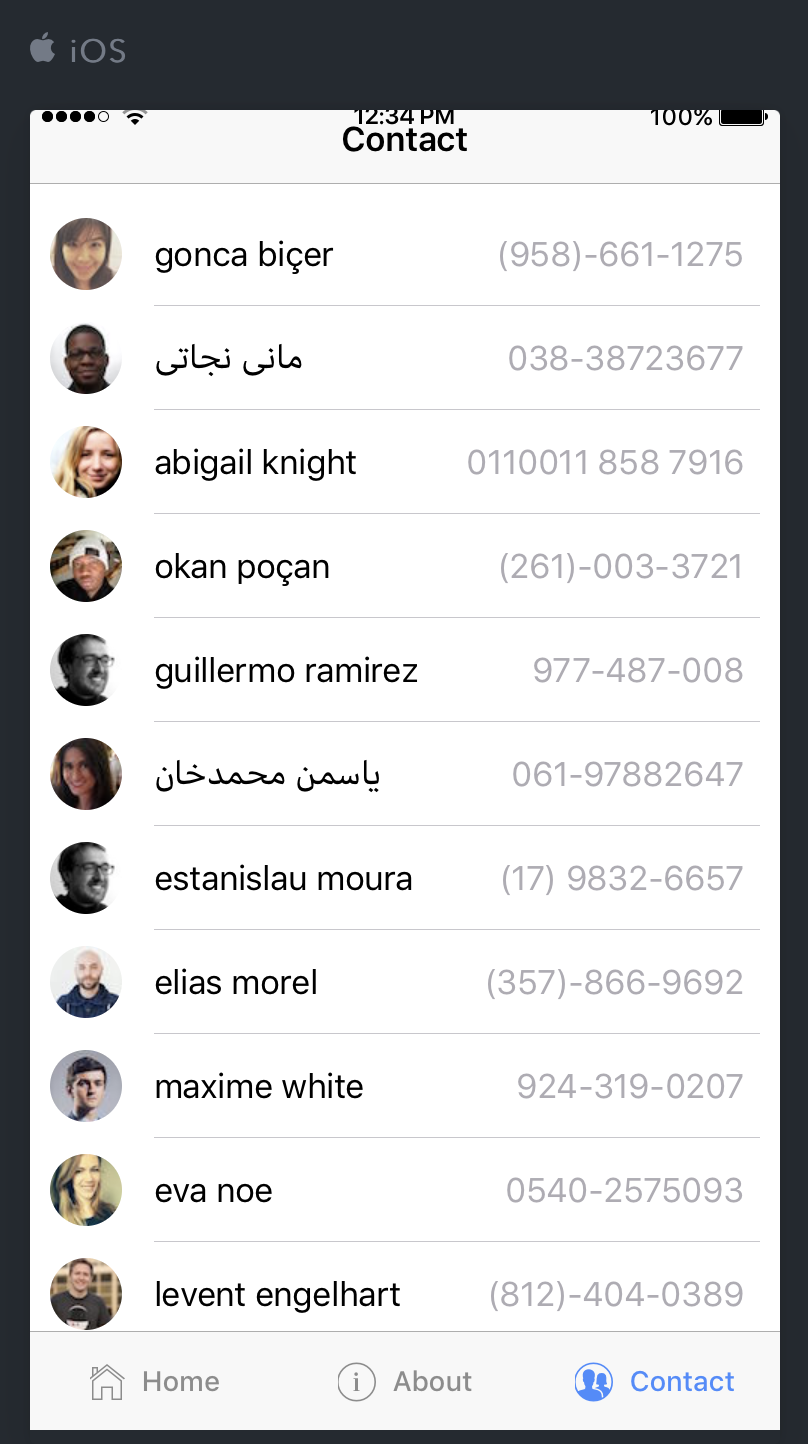 iOS
12:34 PM 100%
Contact
gonca biçer (958)-661-1275
مانی نجاتی 038-38723677
abigail knight 0110011 858 7916
okan poçan (261)-003-3721
guillermo ramirez 977-487-008
یاسمن محمدخان 061-97882647
estanislau moura (17) 9832-6657
elias morel (357)-866-9692
maxime white 924-319-0207
eva noe 0540-2575093
levent engelhart (812)-404-0389
Home About Contact